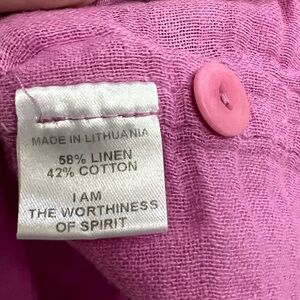 MADE IN LITHUANIA
58% LINEN
42% COTTON
I AM
THE WORTHINESS
OF SPIRIT